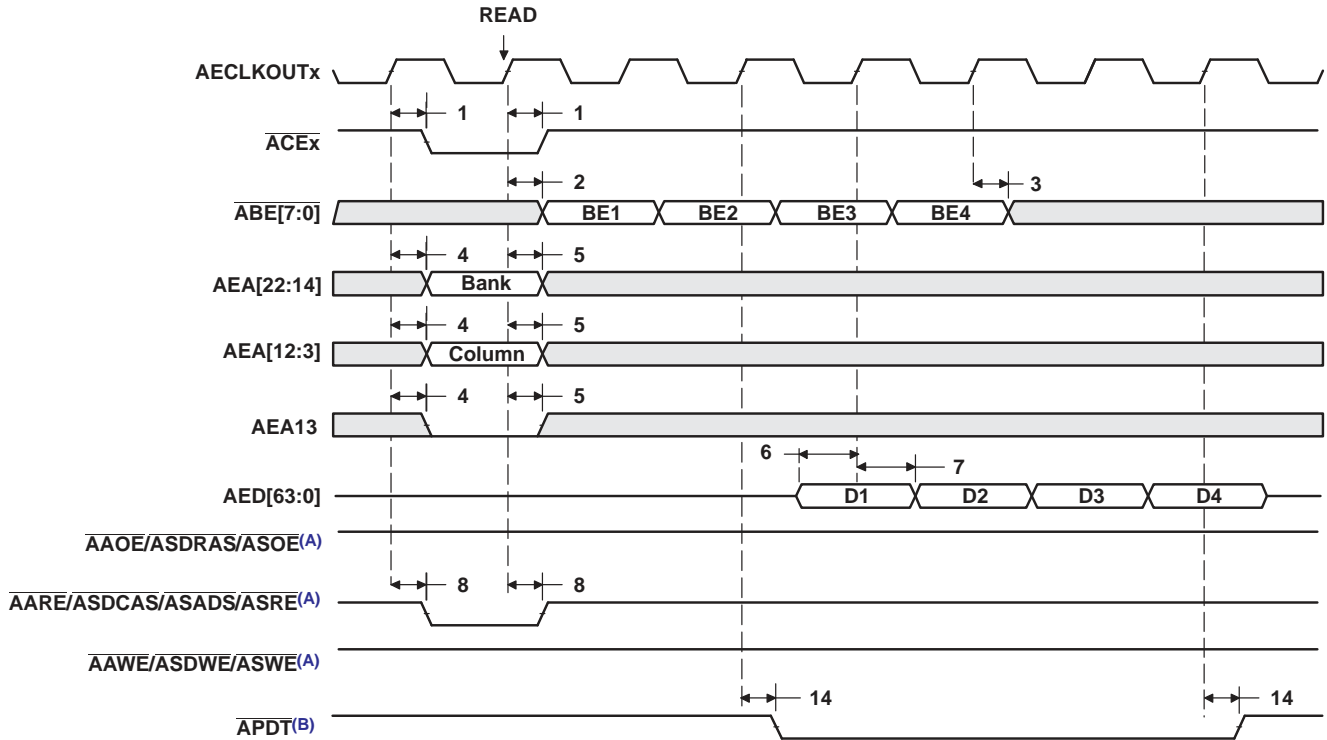 READ
AECLKOUTx
1 1
ACEx
2 3
ABE[7:0] BE1 BE2 BE3 BE4
4 5
AEA[22:14] Bank
4 5
AEA[12:3] Column
4 5
AEA13
6 7
AED[63:0] D1 D2 D3 D4
AAOE/ASDRAS/ASOE(A)
8 8
AARE/ASDCAS/ASADS/ASRE(A)
AAWE/ASDWE/ASWE(A)
14 14
APDT(B)